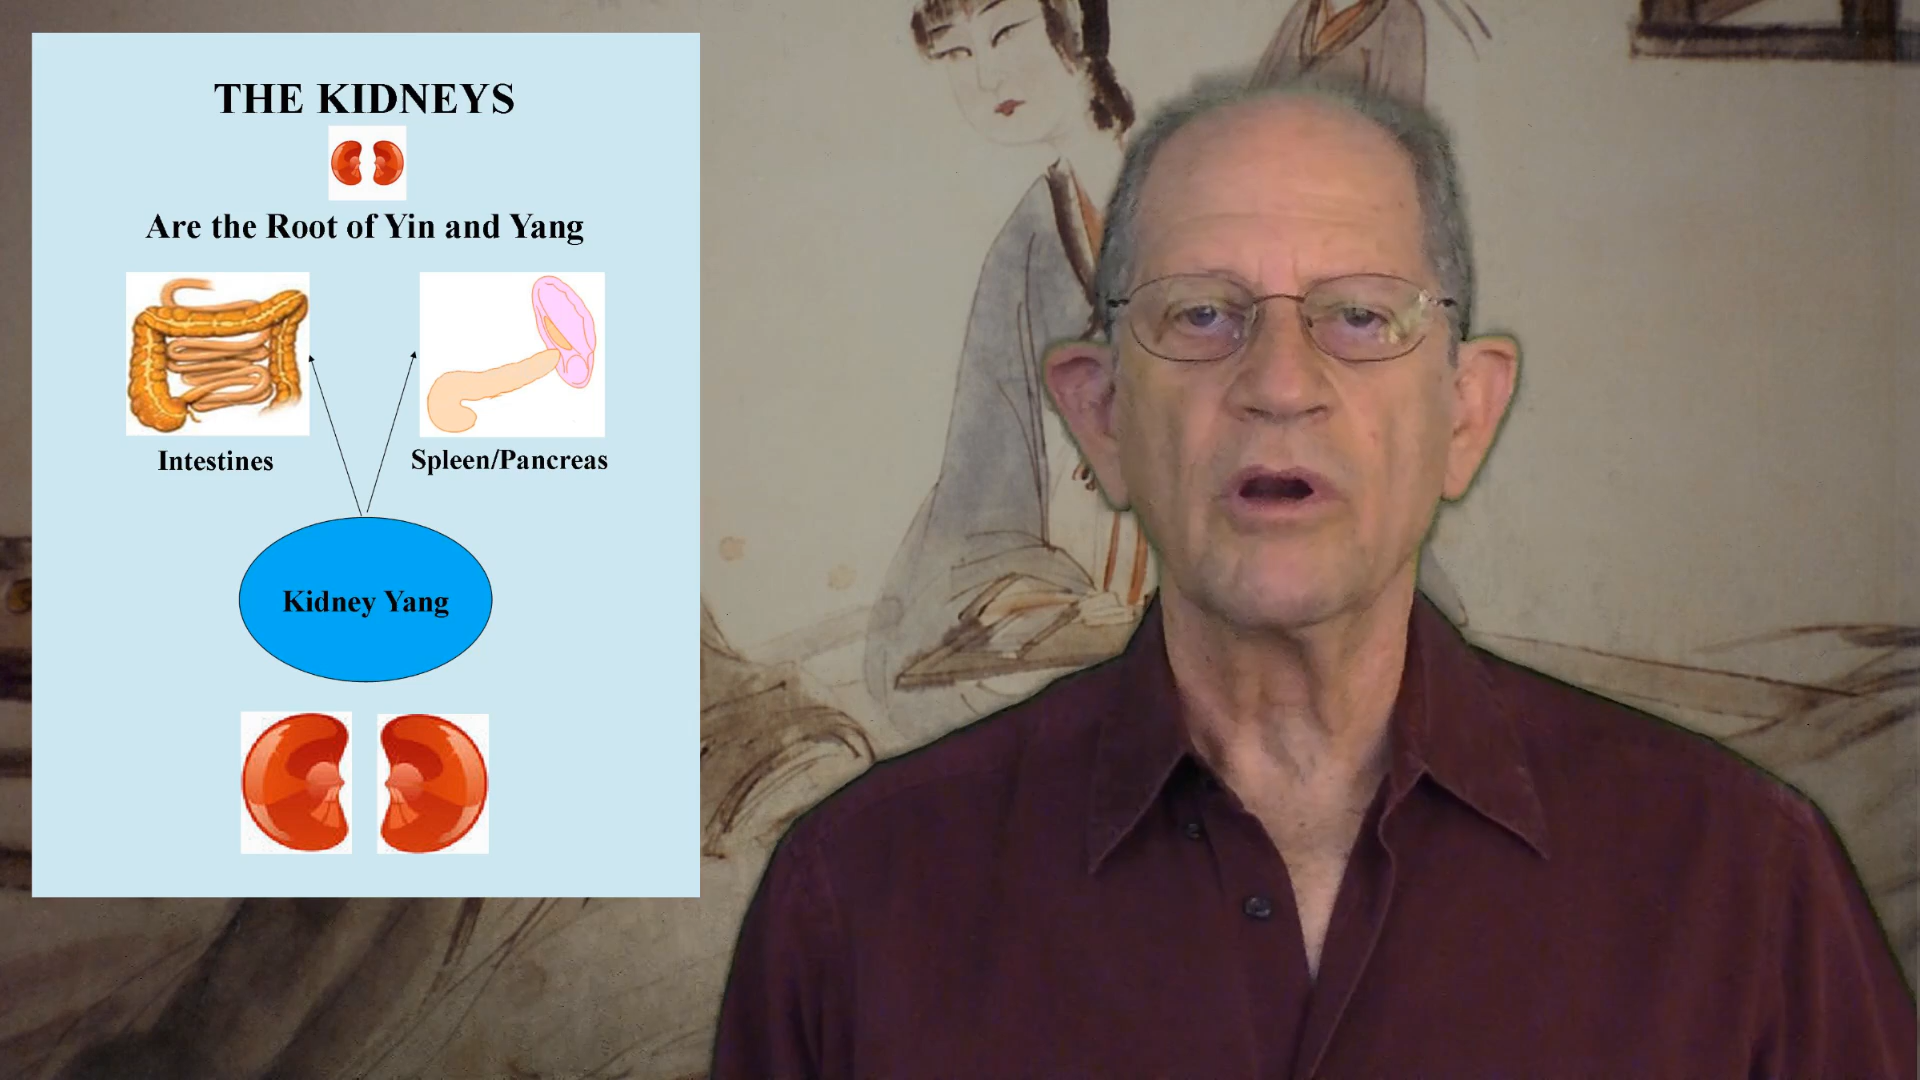 THE KIDNEYS
Are the Root of Yin and Yang
Intestines
Spleen/Pancreas
Kidney Yang